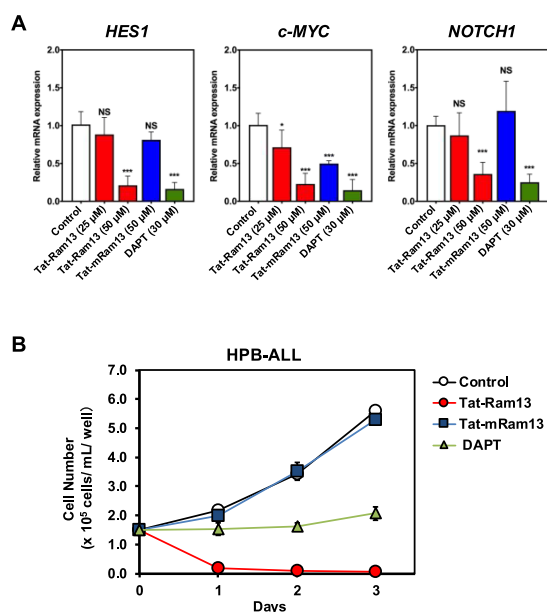 A
HES1
c-MYC
NOTCH1
Relative mRNA expression
2.0
1.5
1.0
0.5
0.0
NS
***
NS
***
Control
Tat-Ram13 (25 μM)
Tat-Ram13 (50 μM)
Tat-mRam13 (50 μM)
DAPT (30 μM)
Relative mRNA expression
2.0
1.5
1.0
0.5
0.0
*
***
***
***
Control
Tat-Ram13 (25 μM)
Tat-Ram13 (50 μM)
Tat-mRam13 (50 μM)
DAPT (30 μM)
Relative mRNA expression
2.0
1.5
1.0
0.5
0.0
NS
***
NS
***
Control
Tat-Ram13 (25 μM)
Tat-Ram13 (50 μM)
Tat-mRam13 (50 μM)
DAPT (30 μM)
B
HPB-ALL
Cell Number
(x 10⁵ cells/ mL/ well)
7.0
6.0
5.0
4.0
3.0
2.0
1.0
0.0
0
1
2
3
Days
Control
Tat-Ram13
Tat-mRam13
DAPT